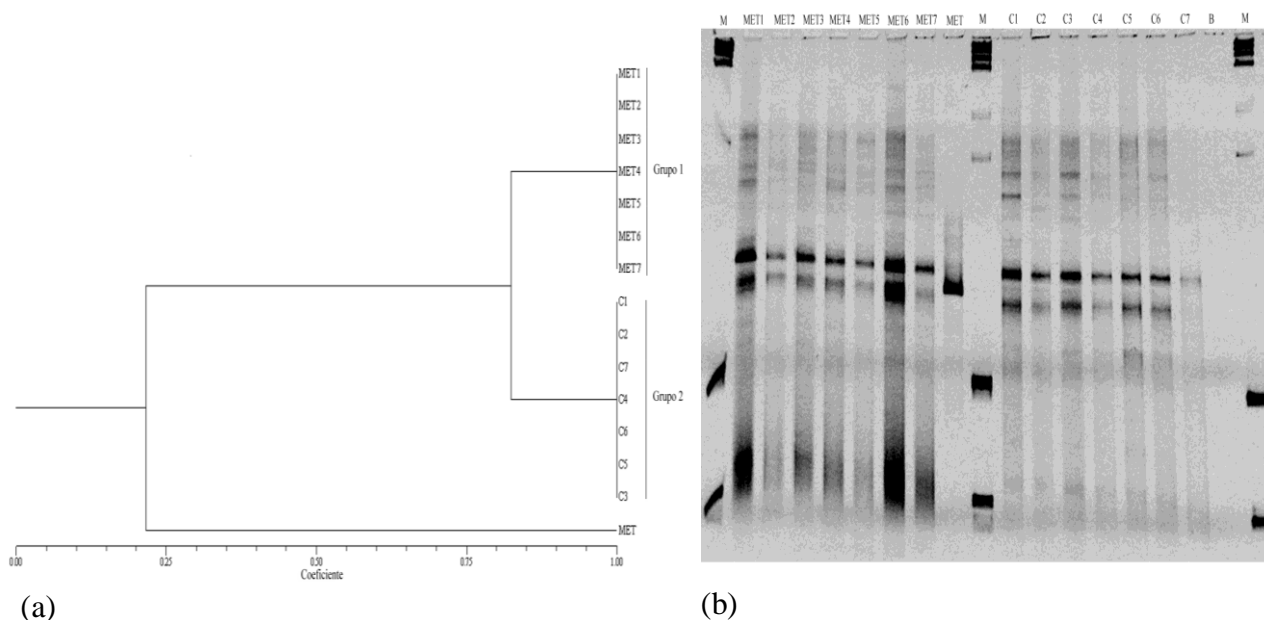 MET1
MET2
MET3
MET4
MET5
MET6
MET7
Grupo 1
C1
C2
C7
C4
C6
C5
C3
Grupo 2
MET
0.00 0.25 0.50 0.75 1.00
Coeficiente
(a)
M MET1 MET2 MET3 MET4 MET5 MET6 MET7 MET M C1 C2 C3 C4 C5 C6 C7 B M
(b)